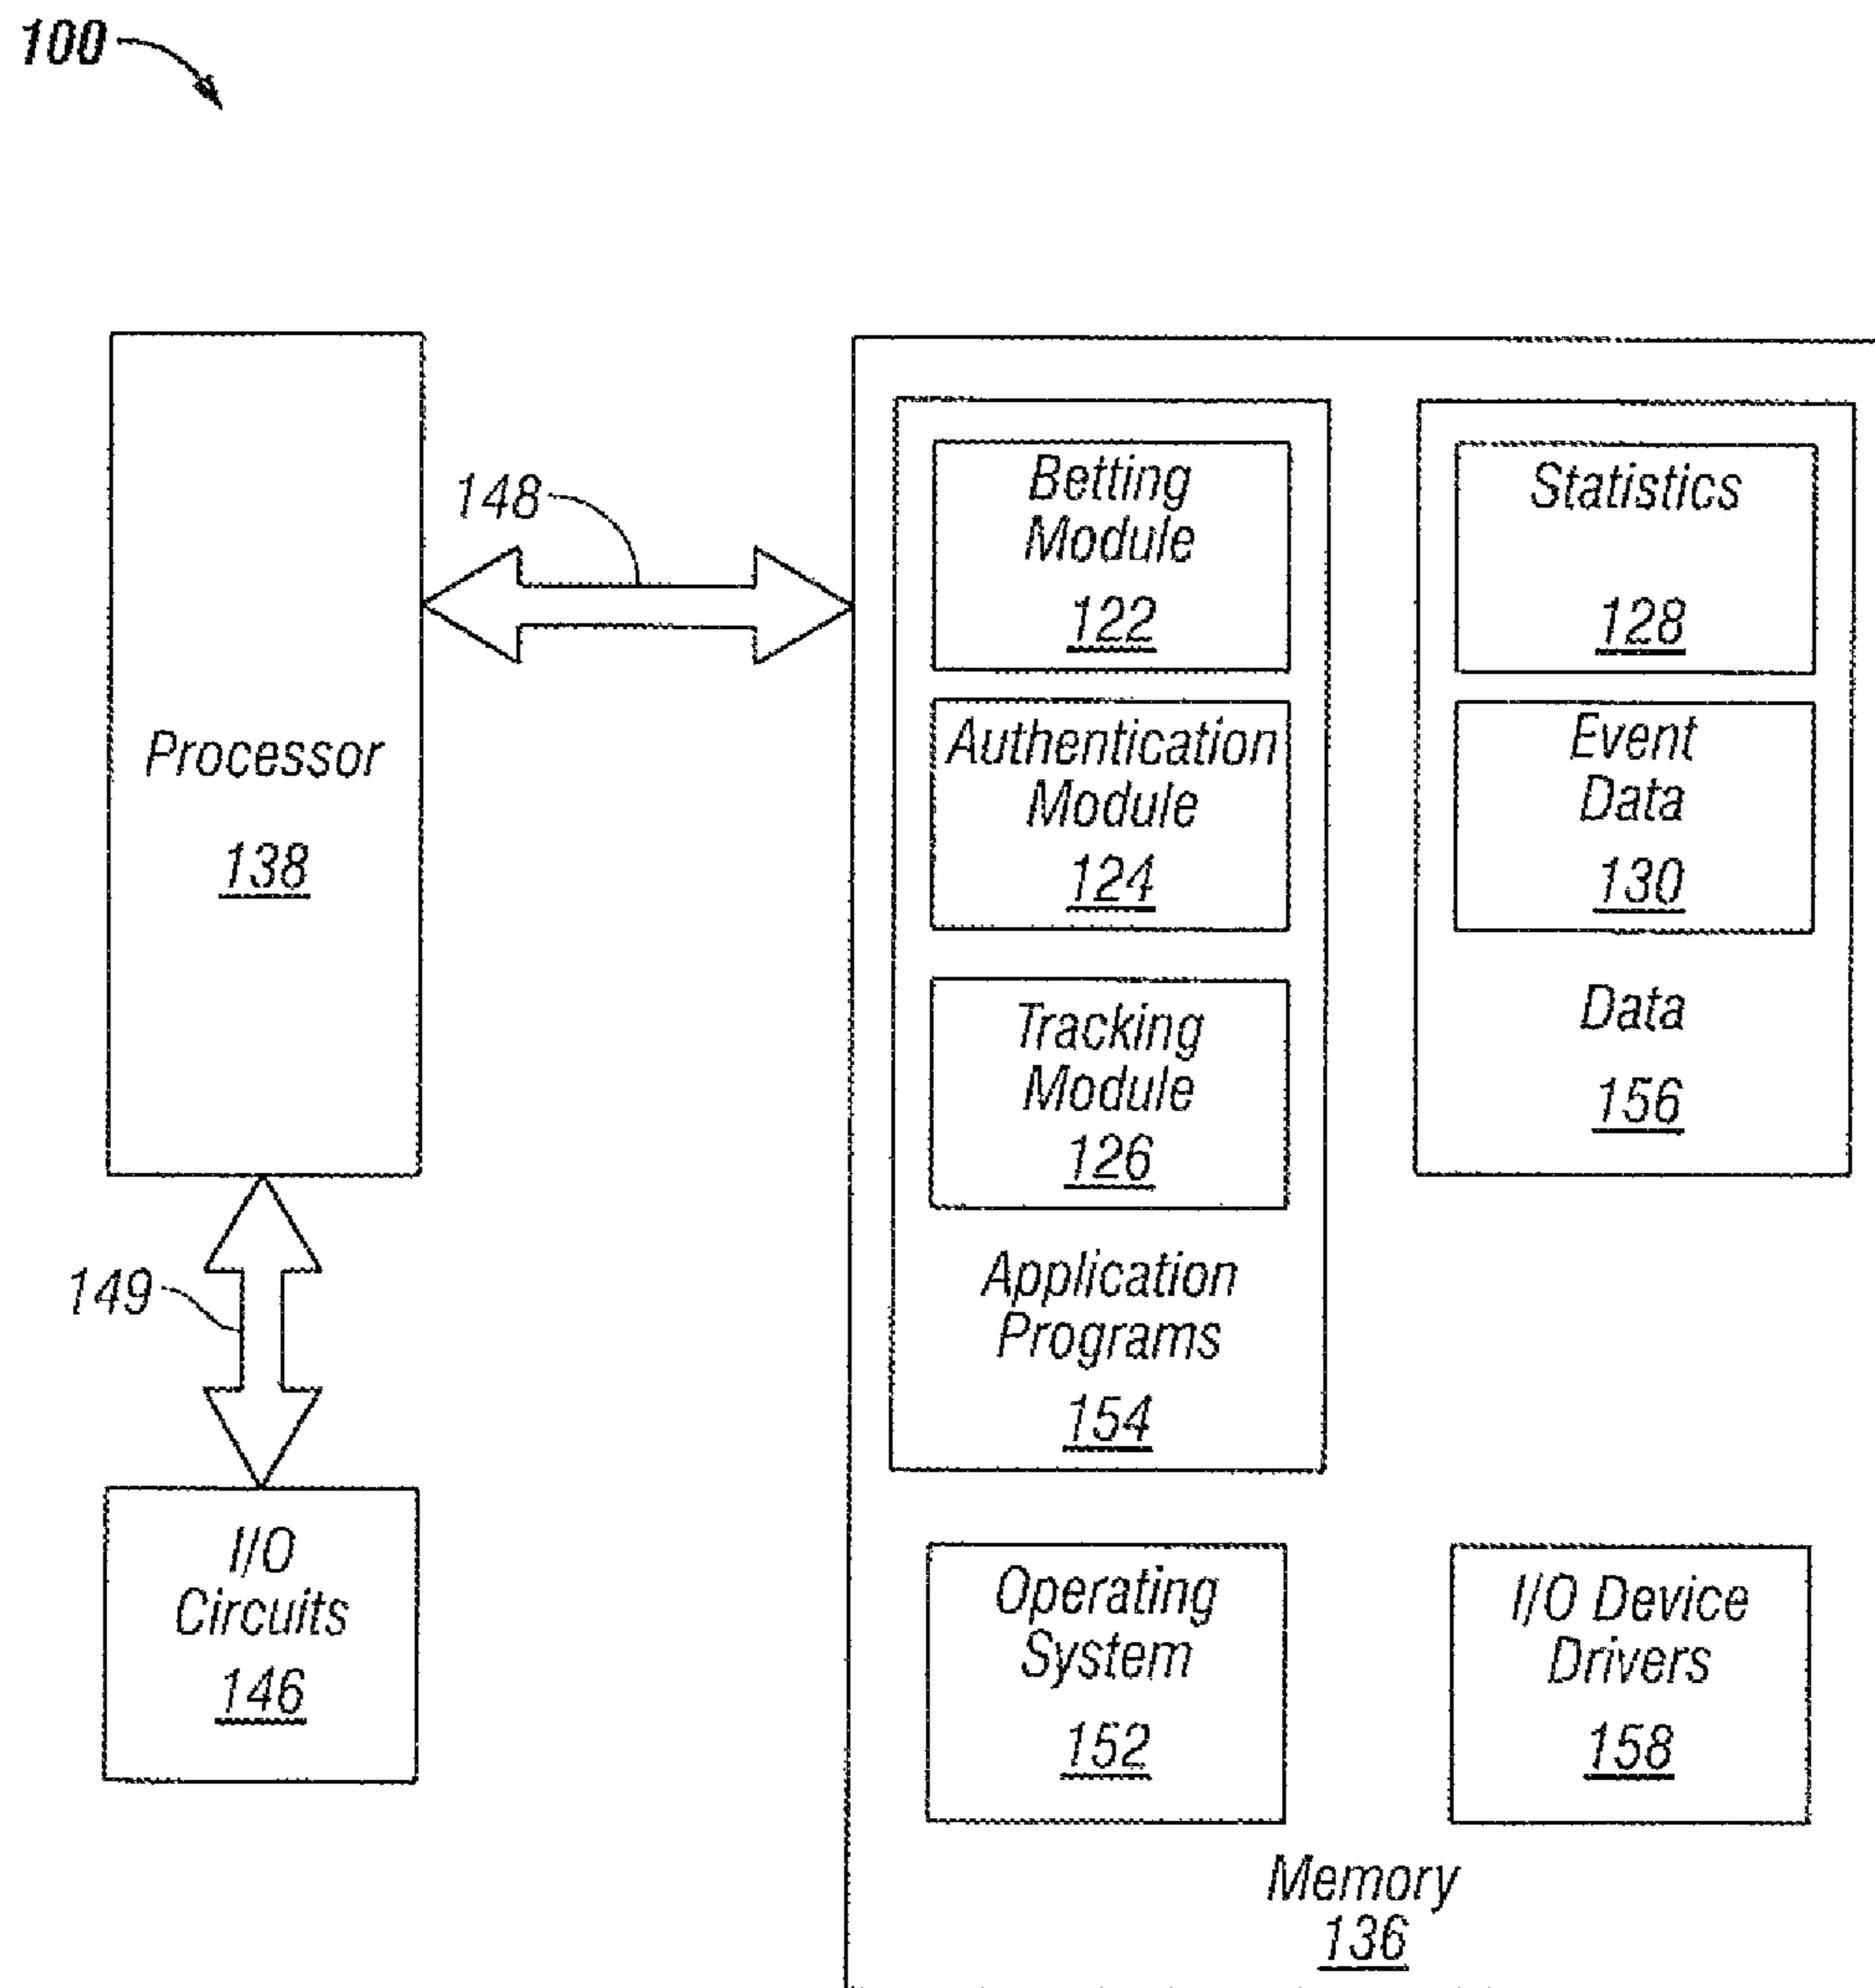 100
Processor
138
148
149
I/O
Circuits
146
Betting
Module
122
Authentication
Module
124
Tracking
Module
126
Application
Programs
154
Statistics
128
Event
Data
130
Data
156
Operating
System
152
I/O Device
Drivers
158
Memory
136